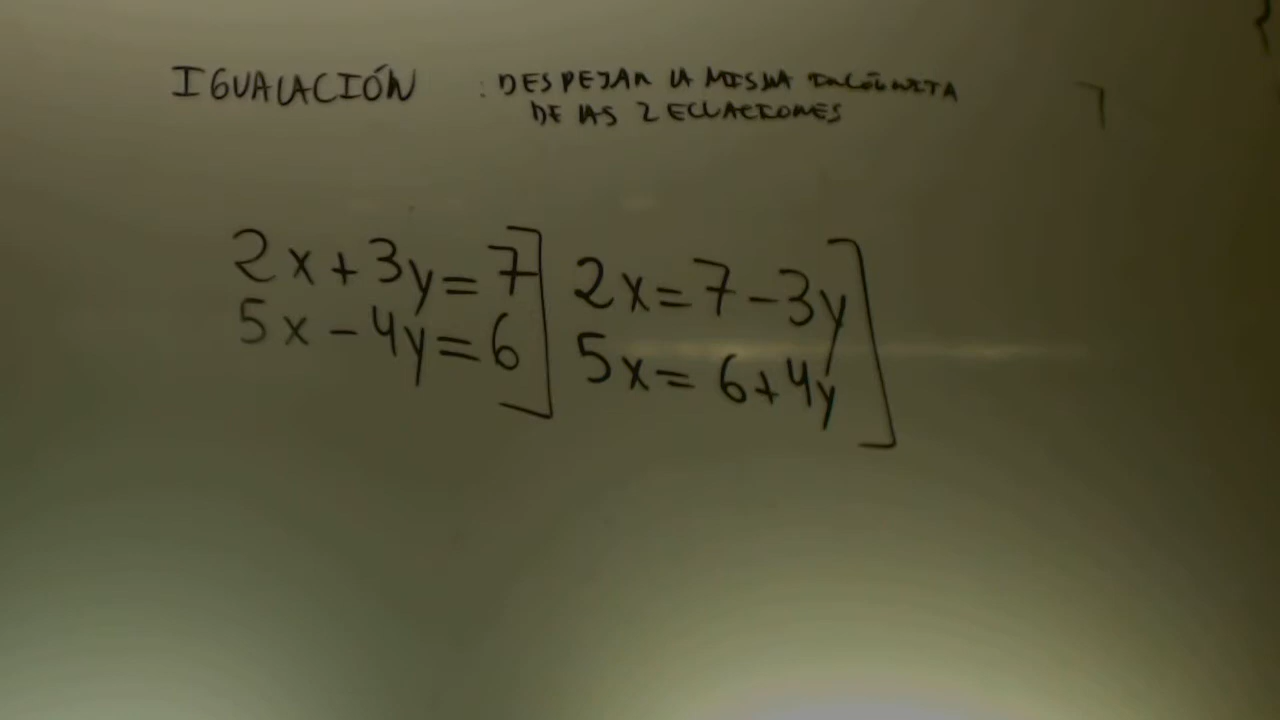 IGUALACIÓN : DESPEJAR LA MISMA INCÓGNITA
DE LAS 2 ECUACIONES
2x+3y=7] 2x=7-3y]
5x-4y=6] 5x=6+4y]